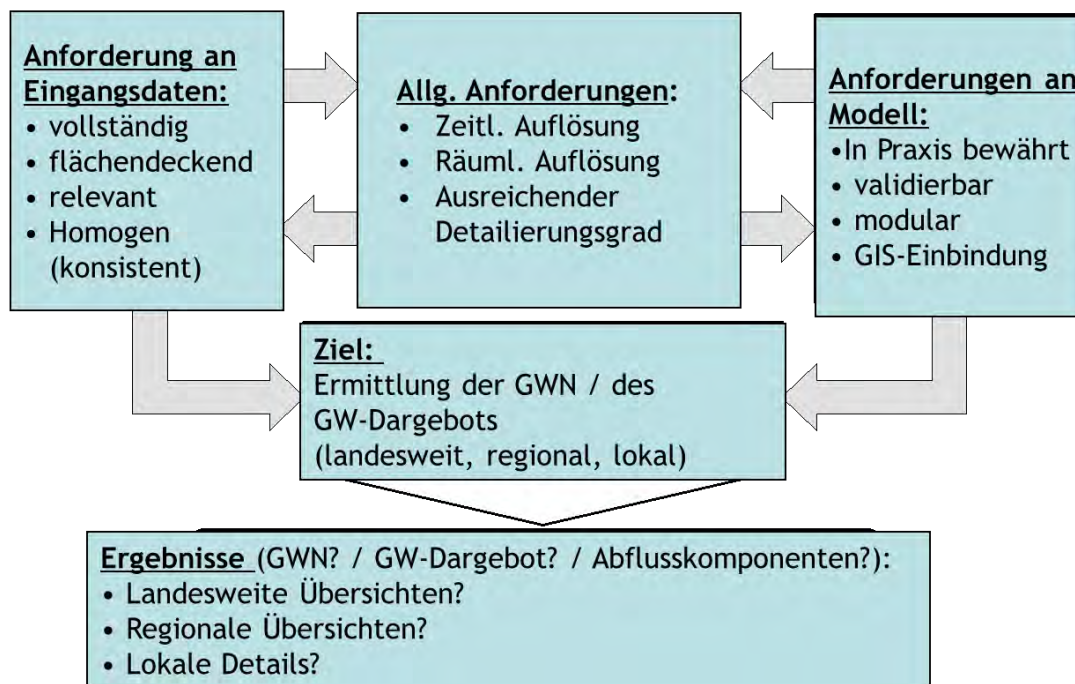 Anforderung an
Eingangsdaten:
• vollständig
• flächendeckend
• relevant
• Homogen
(konsistent)
Allg. Anforderungen:
• Zeitl. Auflösung
• Räuml. Auflösung
• Ausreichender
Detailierungsgrad
Anforderungen an
Modell:
•In Praxis bewährt
• validierbar
• modular
• GIS-Einbindung
Ziel:
Ermittlung der GWN / des
GW-Dargebots
(landesweit, regional, lokal)
Ergebnisse (GWN? / GW-Dargebot? / Abflusskomponenten?):
• Landesweite Übersichten?
• Regionale Übersichten?
• Lokale Details?